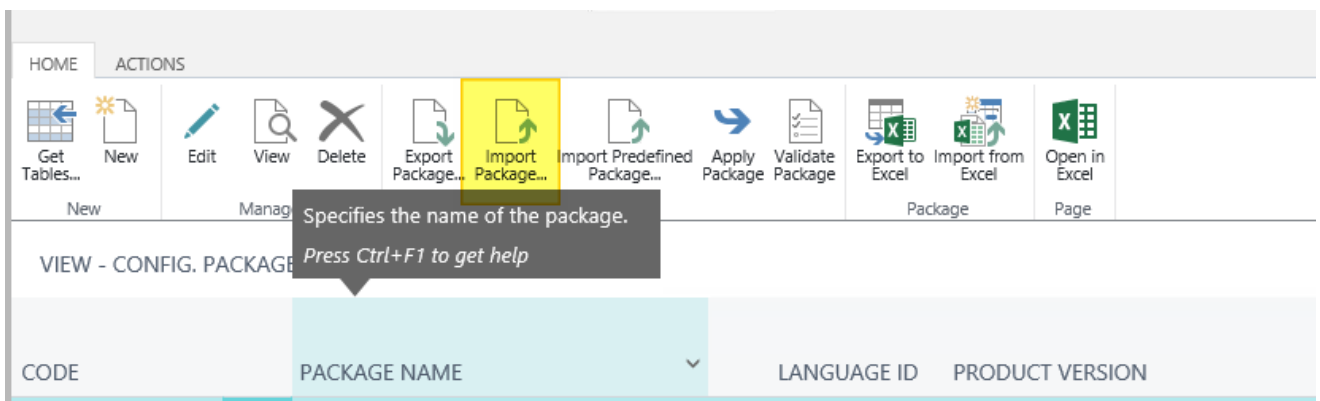 HOME ACTIONS
Get New Edit View Delete Export Import Import Predefined Apply Validate Export to Import from Open in
Tables... Package... Package... Package... Package Package Excel Excel Excel
New Manag Package Page
Specifies the name of the package.
Press Ctrl+F1 to get help
VIEW - CONFIG. PACKAGE
CODE PACKAGE NAME LANGUAGE ID PRODUCT VERSION